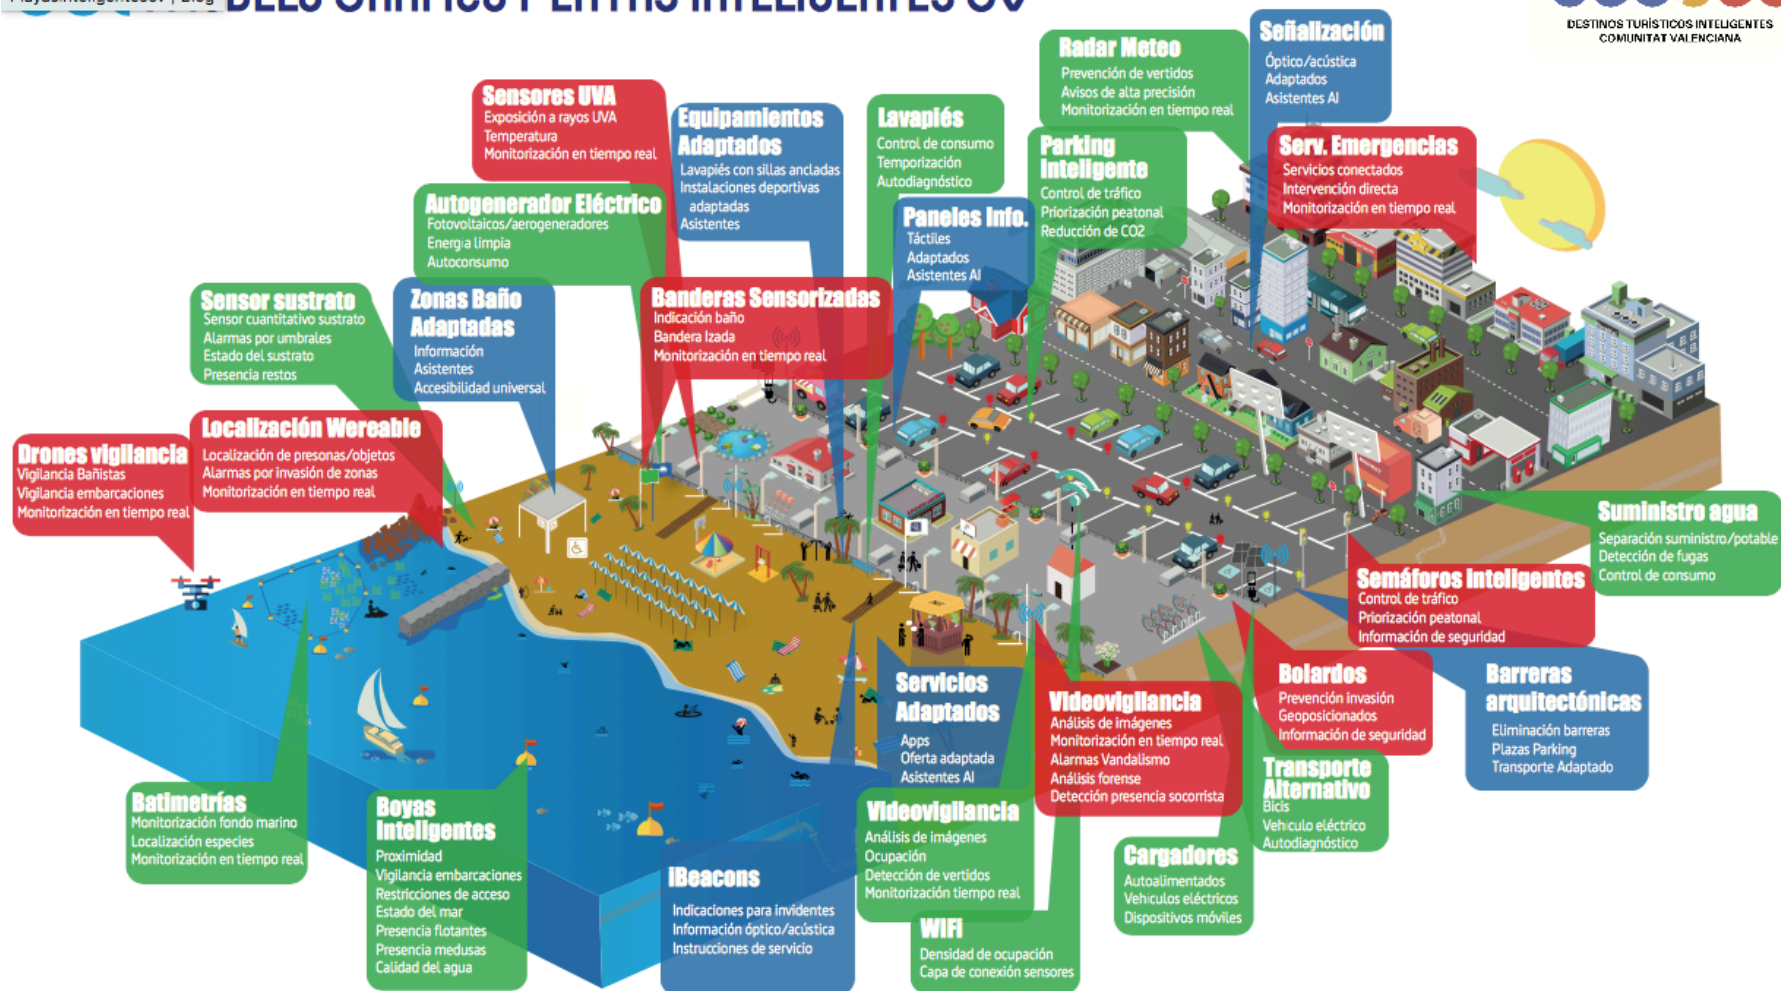 PlayasInteligentesCV | Blog
INTELIGENTES CV
DESTINOS TURÍSTICOS INTELIGENTES
COMUNITAT VALENCIANA
Señalización
Óptico/acústica
Adaptados
Asistentes AI
Radar Meteo
Prevención de vertidos
Avisos de alta precisión
Monitorización en tiempo real
Sensores UVA
Exposición a rayos UVA
Temperatura
Monitorización en tiempo real
Equipamientos
Adaptados
Lavapiés con sillas ancladas
Instalaciones deportivas
adaptadas
Asistentes
Lavapiés
Control de consumo
Temporización
Autodiagnóstico
Parking
Inteligente
Control de tráfico
Priorización peatonal
Reducción de CO2
Serv. Emergencias
Servicios conectados
Intervención directa
Monitorización en tiempo real
Autogenerador Eléctrico
Fotovoltaicos/aerogeneradores
Energia limpia
Autoconsumo
Paneles Info.
Táctiles
Adaptados
Asistentes AI
Sensor sustrato
Sensor cuantitativo sustrato
Alarmas por umbrales
Estado del sustrato
Presencia restos
Zonas Baño
Adaptadas
Información
Asistentes
Accesibilidad universal
Banderas Sensorizadas
Indicación baño
Bandera Izada
Monitorización en tiempo real
Localización Wereable
Localización de presonas/objetos
Alarmas por invasión de zonas
Monitorización en tiempo real
Drones vigilancia
Vigilancia Bañistas
Vigilancia embarcaciones
Monitorización en tiempo real
Suministro agua
Separación suministro/potable
Detección de fugas
Control de consumo
Semáforos Inteligentes
Control de tráfico
Priorización peatonal
Información de seguridad
Bolardos
Prevención invasión
Geoposicionados
Información de seguridad
Barreras
arquitectónicas
Eliminación barreras
Plazas Parking
Transporte Adaptado
Servicios
Adaptados
Apps
Oferta adaptada
Asistentes AI
Videovigilancia
Análisis de imágenes
Monitorización en tiempo real
Alarmas Vandalismo
Análisis forense
Detección presencia socorrista
Transporte
Alternativo
Bicis
Vehículo eléctrico
Autodiagnóstico
Batimetrías
Monitorización fondo marino
Localización especies
Monitorización en tiempo real
Boyas
Inteligentes
Proximidad
Vigilancia embarcaciones
Restricciones de acceso
Estado del mar
Presencia flotantes
Presencia medusas
Calidad del agua
Videovigilancia
Análisis de imágenes
Ocupación
Detección de vertidos
Monitorización tiempo real
Cargadores
Autoalimentados
Vehículos eléctricos
Dispositivos móviles
iBeacons
Indicaciones para invidentes
Información óptico/acústica
Instrucciones de servicio
WIFI
Densidad de ocupación
Capa de conexión sensores